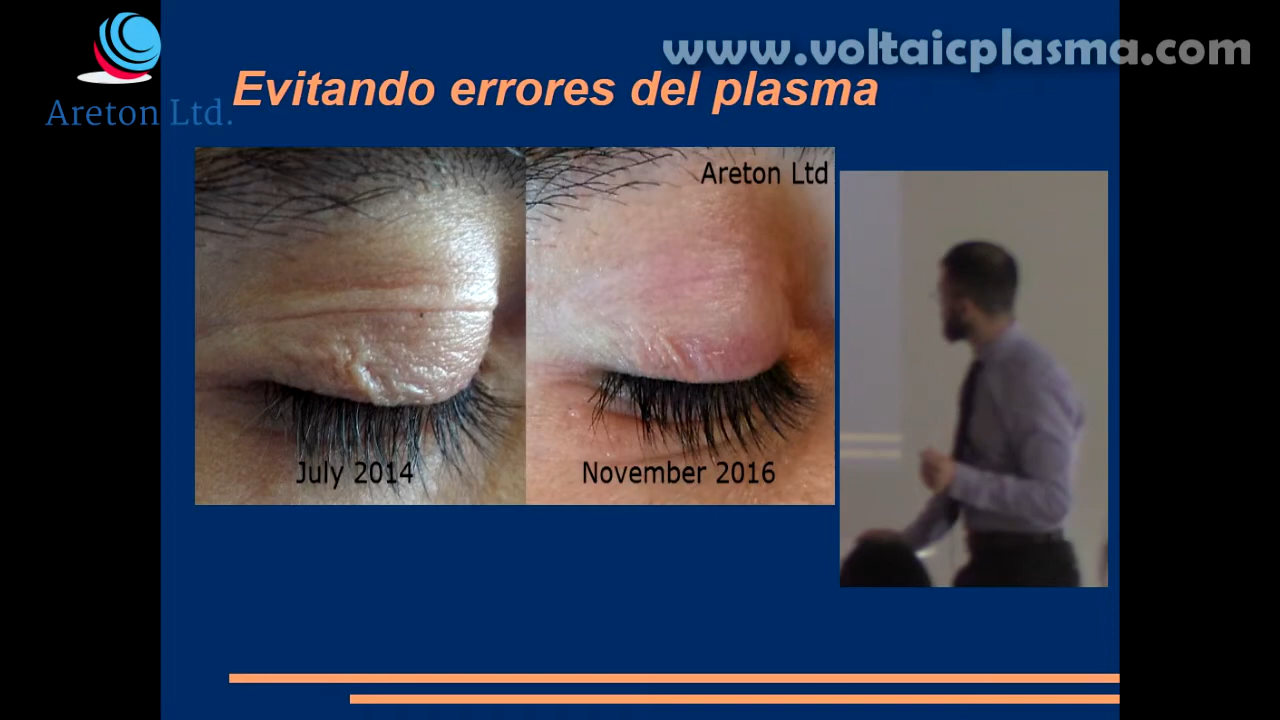 www.voltaicplasma.com
Evitando errores del plasma
Areton Ltd.
Areton Ltd
July 2014
November 2016